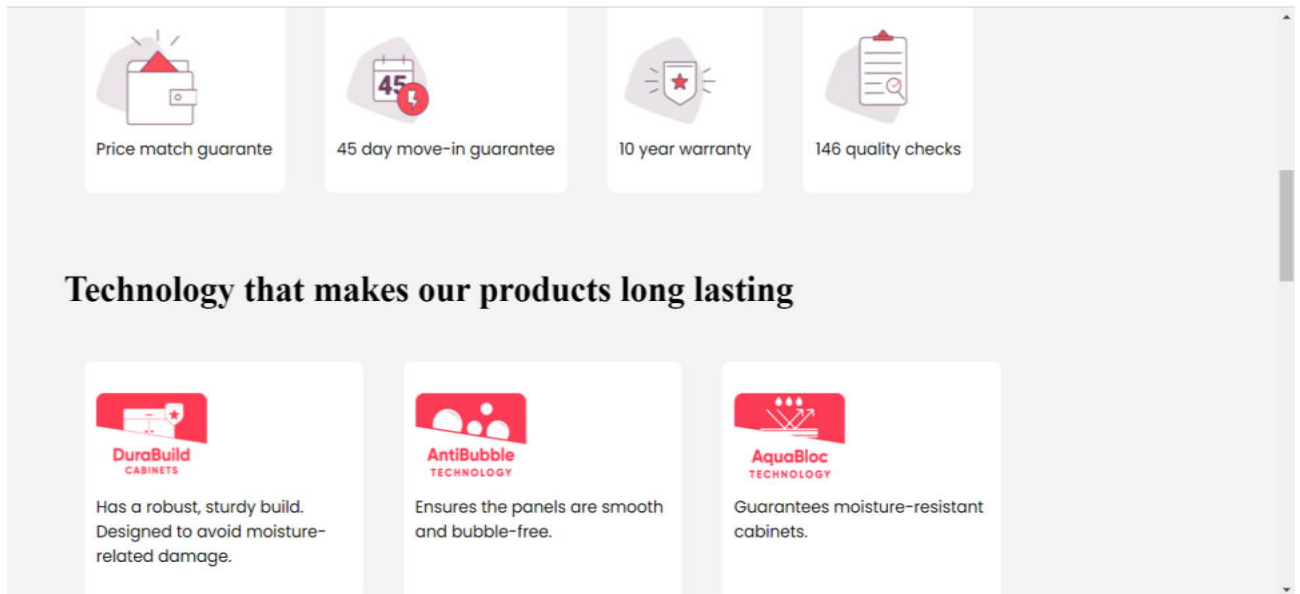 45
Price match guarante
45 day move-in guarantee
10 year warranty
146 quality checks
Technology that makes our products long lasting
DuraBuild
CABINETS
Has a robust, sturdy build.
Designed to avoid moisture-
related damage.
AntiBubble
TECHNOLOGY
Ensures the panels are smooth
and bubble-free.
AquaBloc
TECHNOLOGY
Guarantees moisture-resistant
cabinets.